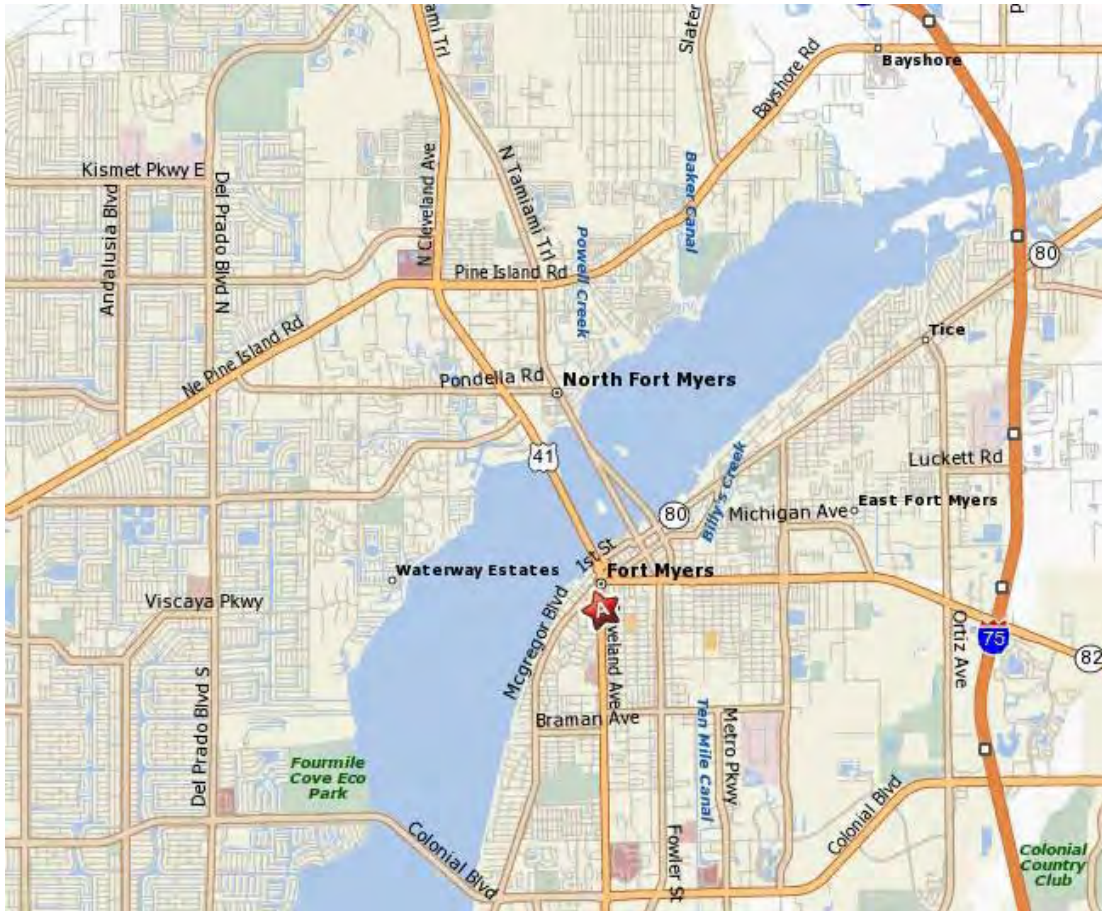 ami Trl
Slater
Bayshore Rd
Bayshore
Kismet Pkwy E
Andalusia Blvd
Del Prado Blvd N
N Cleveland Ave
N Tamiami Trl
Baker Canal
Powell Creek
Pine Island Rd
80
Tice
Ne Pine Island Rd
Pondella Rd
North Fort Myers
41
Luckett Rd
Billy's Creek
80
Michigan Ave
East Fort Myers
1st St
Waterway Estates
Fort Myers
Viscaya Pkwy
Mcgregor Blvd
A
veland Ave
Ortiz Ave
75
82
Del Prado Blvd S
Braman Ave
Ten Mile Canal
Metro Pkwy
Fourmile
Cove Eco
Park
Colonial Blvd
Fowler St
Colonial Blvd
Colonial
Country
Club